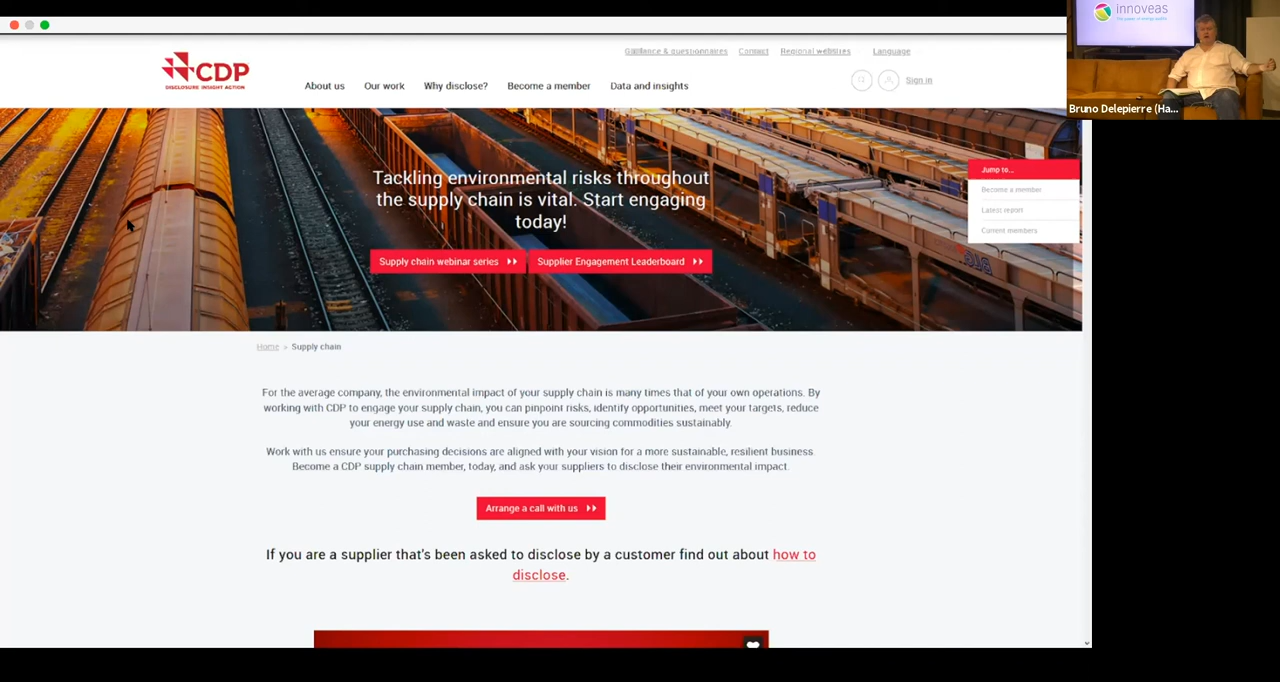 innoveas
Bruno Delepierre (Ha...
Guidance & questionnaires
Contact
Regional websites
Language
CDP
DISCLOSURE INSIGHT ACTION
About us
Our work
Why disclose?
Become a member
Data and insights
Sign in
Tackling environmental risks throughout
the supply chain is vital. Start engaging
today!
Supply chain webinar series
Supplier Engagement Leaderboard
Jump to...
Become a member
Latest report
Current members
Home » Supply chain
For the average company, the environmental impact of your supply chain is many times that of your own operations. By
working with CDP to engage your supply chain, you can pinpoint risks, identify opportunities, meet your targets, reduce
your energy use and waste and ensure you are sourcing commodities sustainably.
Work with us ensure your purchasing decisions are aligned with your vision for a more sustainable, resilient business.
Become a CDP supply chain member, today, and ask your suppliers to disclose their environmental impact.
Arrange a call with us
If you are a supplier that's been asked to disclose by a customer find out about how to
disclose.